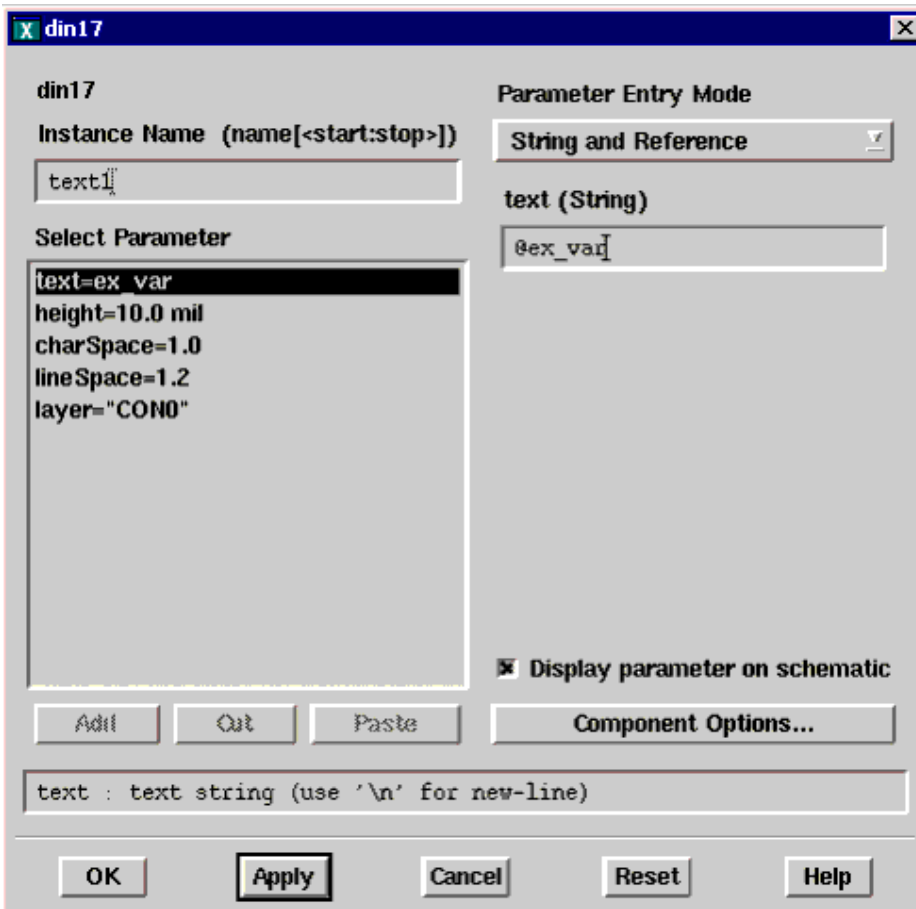 din17
din17
Instance Name (name[<start:stop>])
text1
Select Parameter
text=ex_var
height=10.0 mil
charSpace=1.0
lineSpace=1.2
layer="CON0"
Add
Cut
Paste
Parameter Entry Mode
String and Reference
text (String)
@ex_var
Display parameter on schematic
Component Options...
text : text string (use '\n' for new-line)
OK
Apply
Cancel
Reset
Help